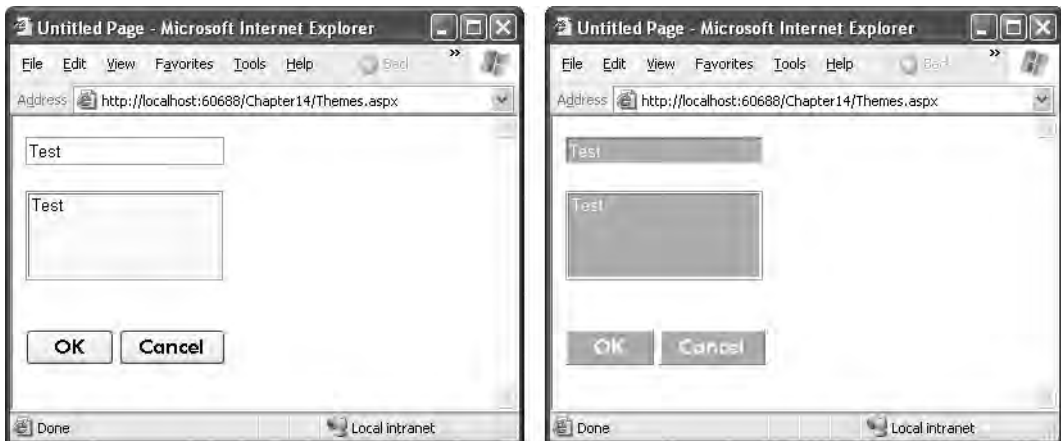 Untitled Page - Microsoft Internet Explorer
File Edit View Favorites Tools Help Back »
Address http://localhost:60688/Chapter14/Themes.aspx
Test
Test
OK Cancel
Done Local intranet
Untitled Page - Microsoft Internet Explorer
File Edit View Favorites Tools Help Back »
Address http://localhost:60688/Chapter14/Themes.aspx
Test
Test
OK Cancel
Done Local intranet